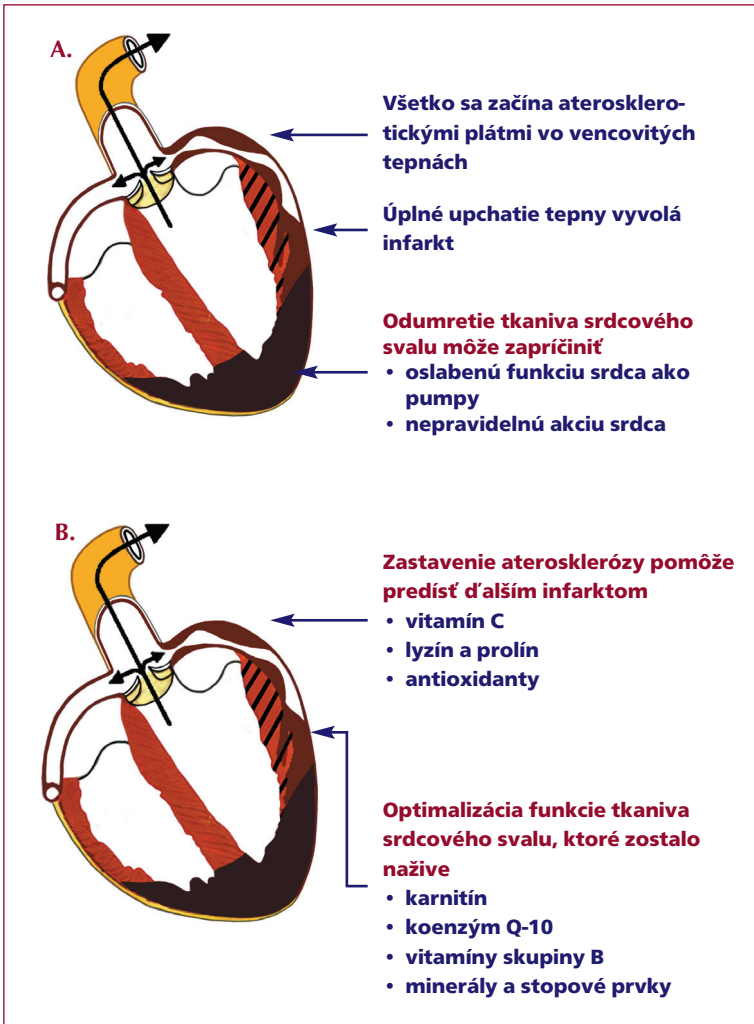 A.
Všetko sa začína aterosklero-
tickými plátmi vo vencovitých
tepnách
Úplné upchatie tepny vyvolá
infarkt
Odumretie tkaniva srdcového
svalu môže zapríčiniť
• oslabenú funkciu srdca ako
pumpy
• nepravidelnú akciu srdca
B.
Zastavenie aterosklerózy pomôže
predísť ďalším infarktom
• vitamín C
• lyzín a prolín
• antioxidanty
Optimalizácia funkcie tkaniva
srdcového svalu, ktoré zostalo
nažive
• karnitín
• koenzým Q-10
• vitamíny skupiny B
• minerály a stopové prvky